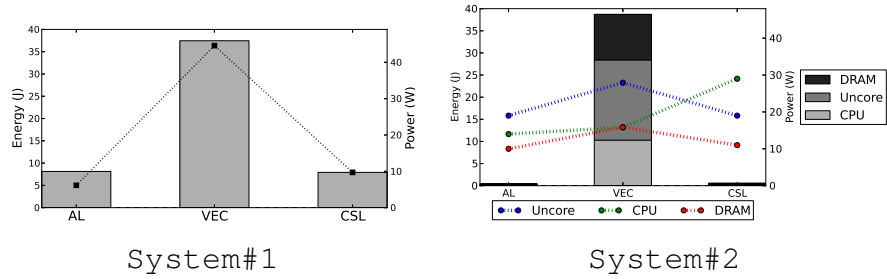 40
35
30
25
20
15
10
5
0
Energy (J)
40
30
20
10
0
Power (W)
AL VEC CSL
System#1
40
35
30
25
20
15
10
5
0
Energy (J)
40
30
20
10
0
Power (W)
AL VEC CSL
DRAM
Uncore
CPU
Uncore CPU DRAM
System#2